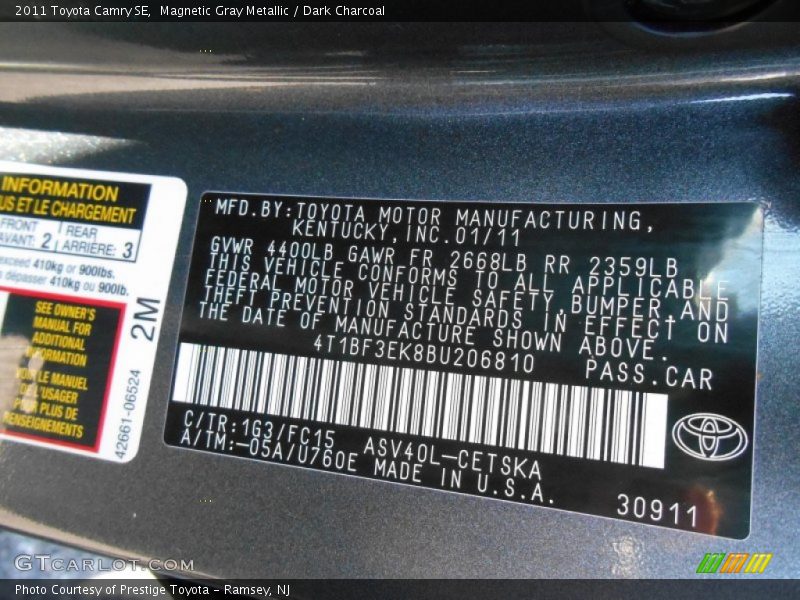 2011 Toyota Camry SE,  Magnetic Gray Metallic / Dark Charcoal
INFORMATION
US ET LE CHARGEMENT
FRONT
AVANT: 2
REAR
ARRIÈRE: 3
exceed 410kg or 900lbs.
dépasser 410kg ou 900lb.
SEE OWNER'S
MANUAL FOR
ADDITIONAL
INFORMATION
LE MANUEL
DE L'USAGER
POUR PLUS DE
RENSEIGNEMENTS
2M
42661-06524
MFD.BY:TOYOTA MOTOR MANUFACTURING,
KENTUCKY,INC.01/11
GVWR 4400LB GAWR FR 2668LB RR 2359LB
THIS VEHICLE CONFORMS TO ALL APPLICABLE
FEDERAL MOTOR VEHICLE SAFETY,BUMPER,AND
THEFT PREVENTION STANDARDS IN EFFECT ON
THE DATE OF MANUFACTURE SHOWN ABOVE.
4T1BF3EK8BU206810 PASS.CAR
C/TR:1G3/FC15 ASV40L-CETSKA
A/TM:-05A/U760E MADE IN U.S.A.
30911
GTCARLOT.COM
Photo Courtesy of Prestige Toyota - Ramsey, NJ